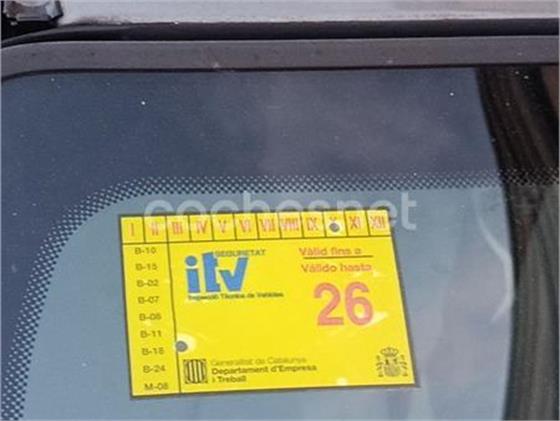 cochesnet
I II III IV V VI VII VIII IX X XI XII
B-10
B-15
B-02
B-07
B-08
B-11
B-18
B-24
M-08
SEGURETAT
itv
Inspecció Tècnica de Vehicles
Vàlid fins a
Válido hasta
26
Generalitat de Catalunya
Departament d'Empresa
i Treball